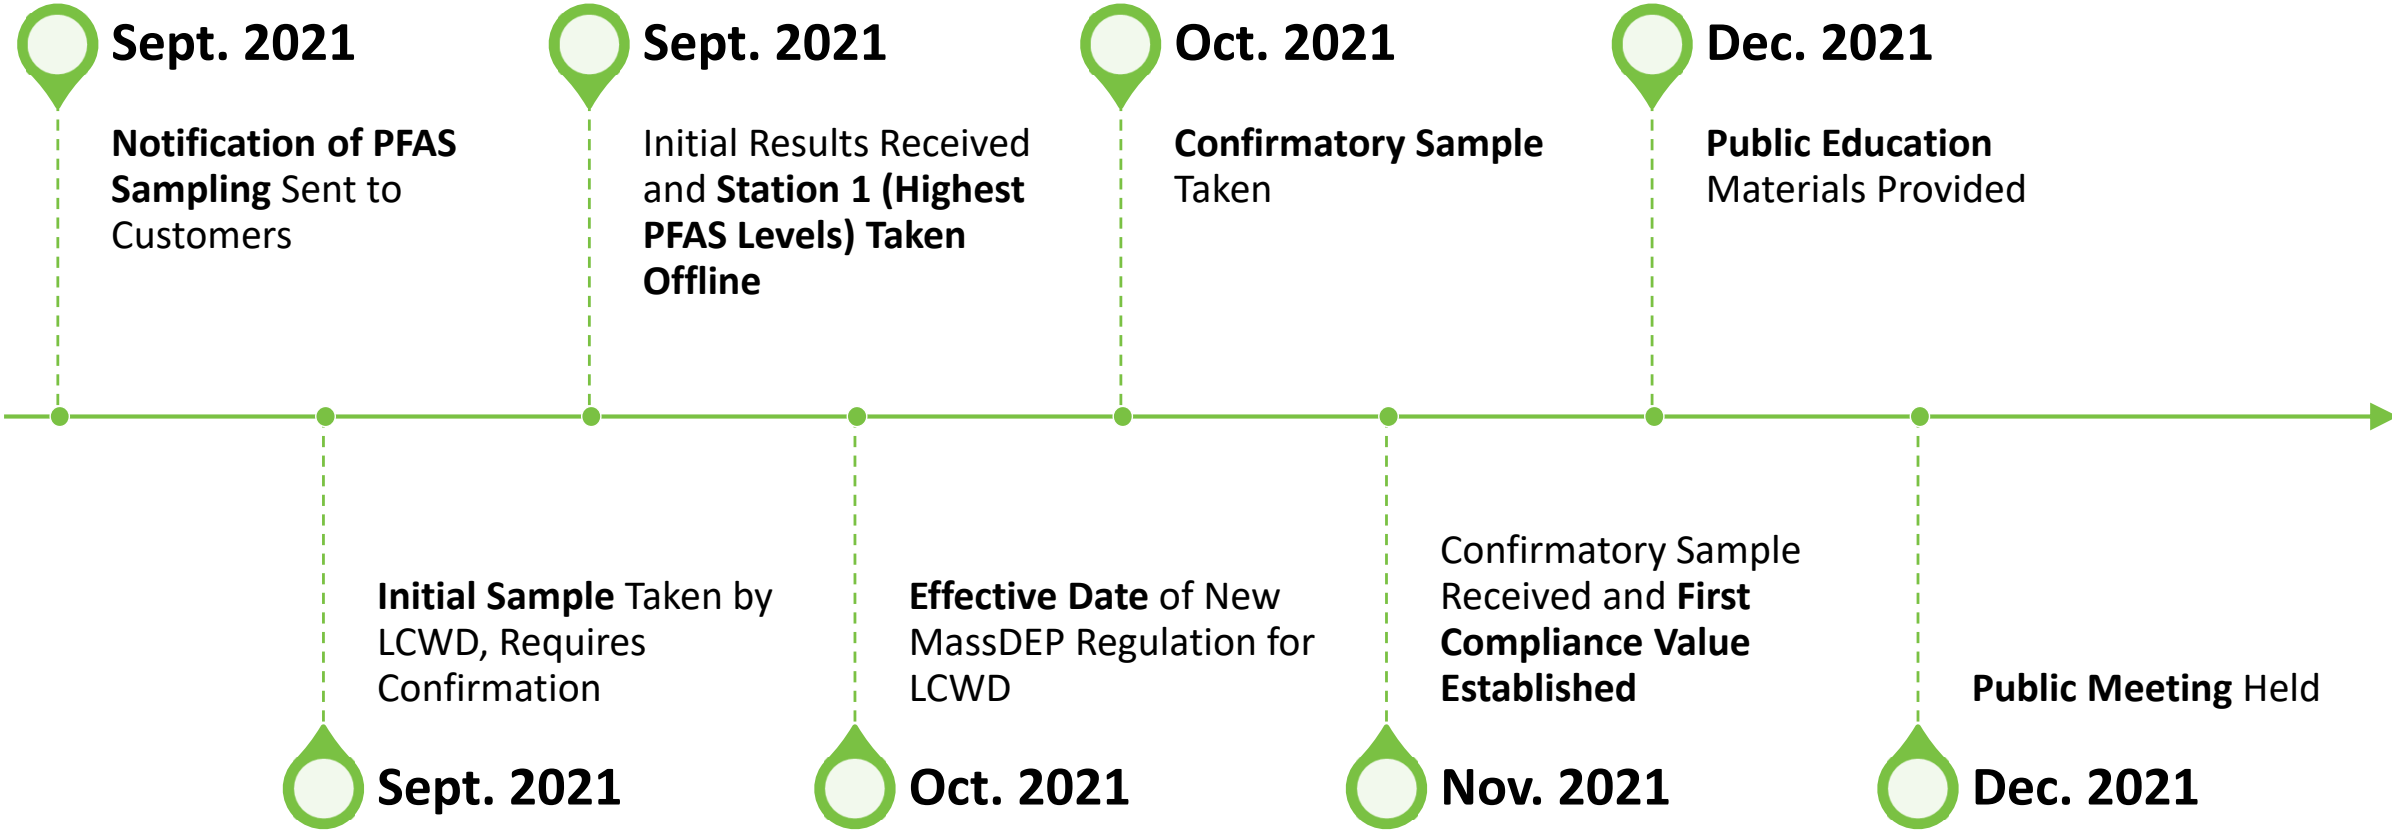 Sept. 2021
Notification of PFAS
Sampling Sent to
Customers
Initial Sample Taken by
LCWD, Requires
Confirmation
Sept. 2021
Sept. 2021
Initial Results Received
and Station 1 (Highest
PFAS Levels) Taken
Offline
Effective Date of New
MassDEP Regulation for
LCWD
Oct. 2021
Oct. 2021
Confirmatory Sample
Taken
Confirmatory Sample
Received and First
Compliance Value
Established
Nov. 2021
Dec. 2021
Public Education
Materials Provided
Public Meeting Held
Dec. 2021